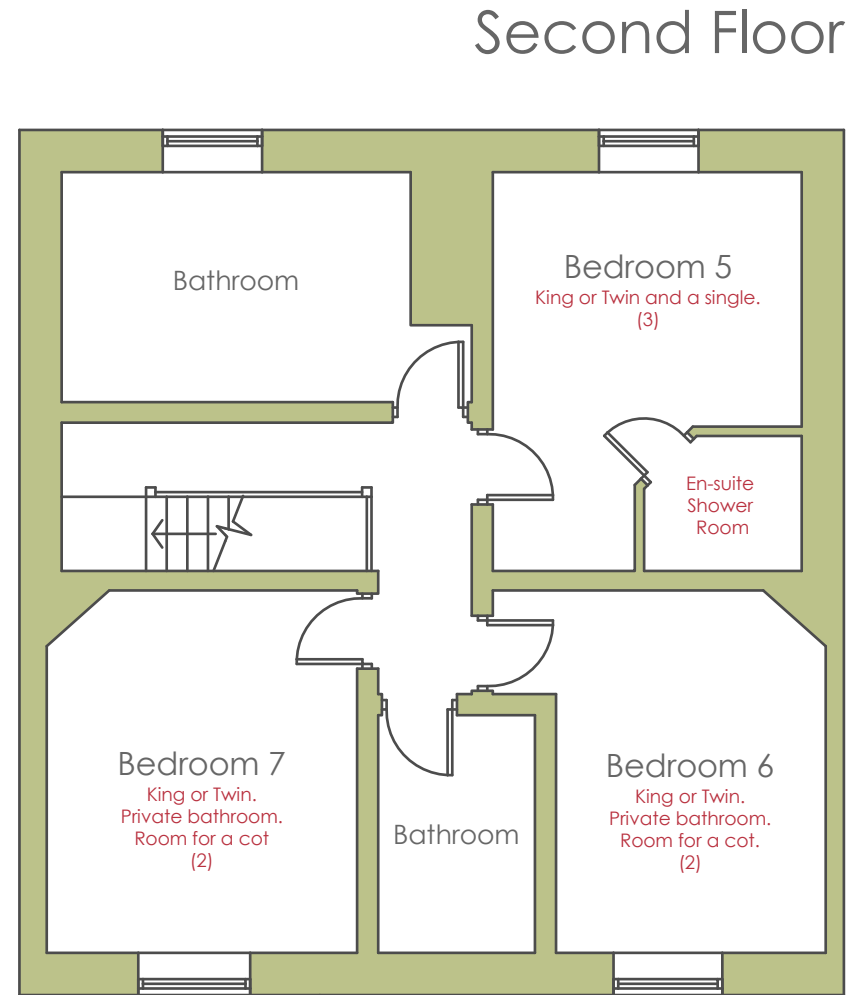 Second Floor
Bathroom
Bedroom 5
King or Twin and a single.
(3)
En-suite
Shower
Room
Bedroom 7
King or Twin.
Private bathroom.
Room for a cot
(2)
Bathroom
Bedroom 6
King or Twin.
Private bathroom.
Room for a cot.
(2)